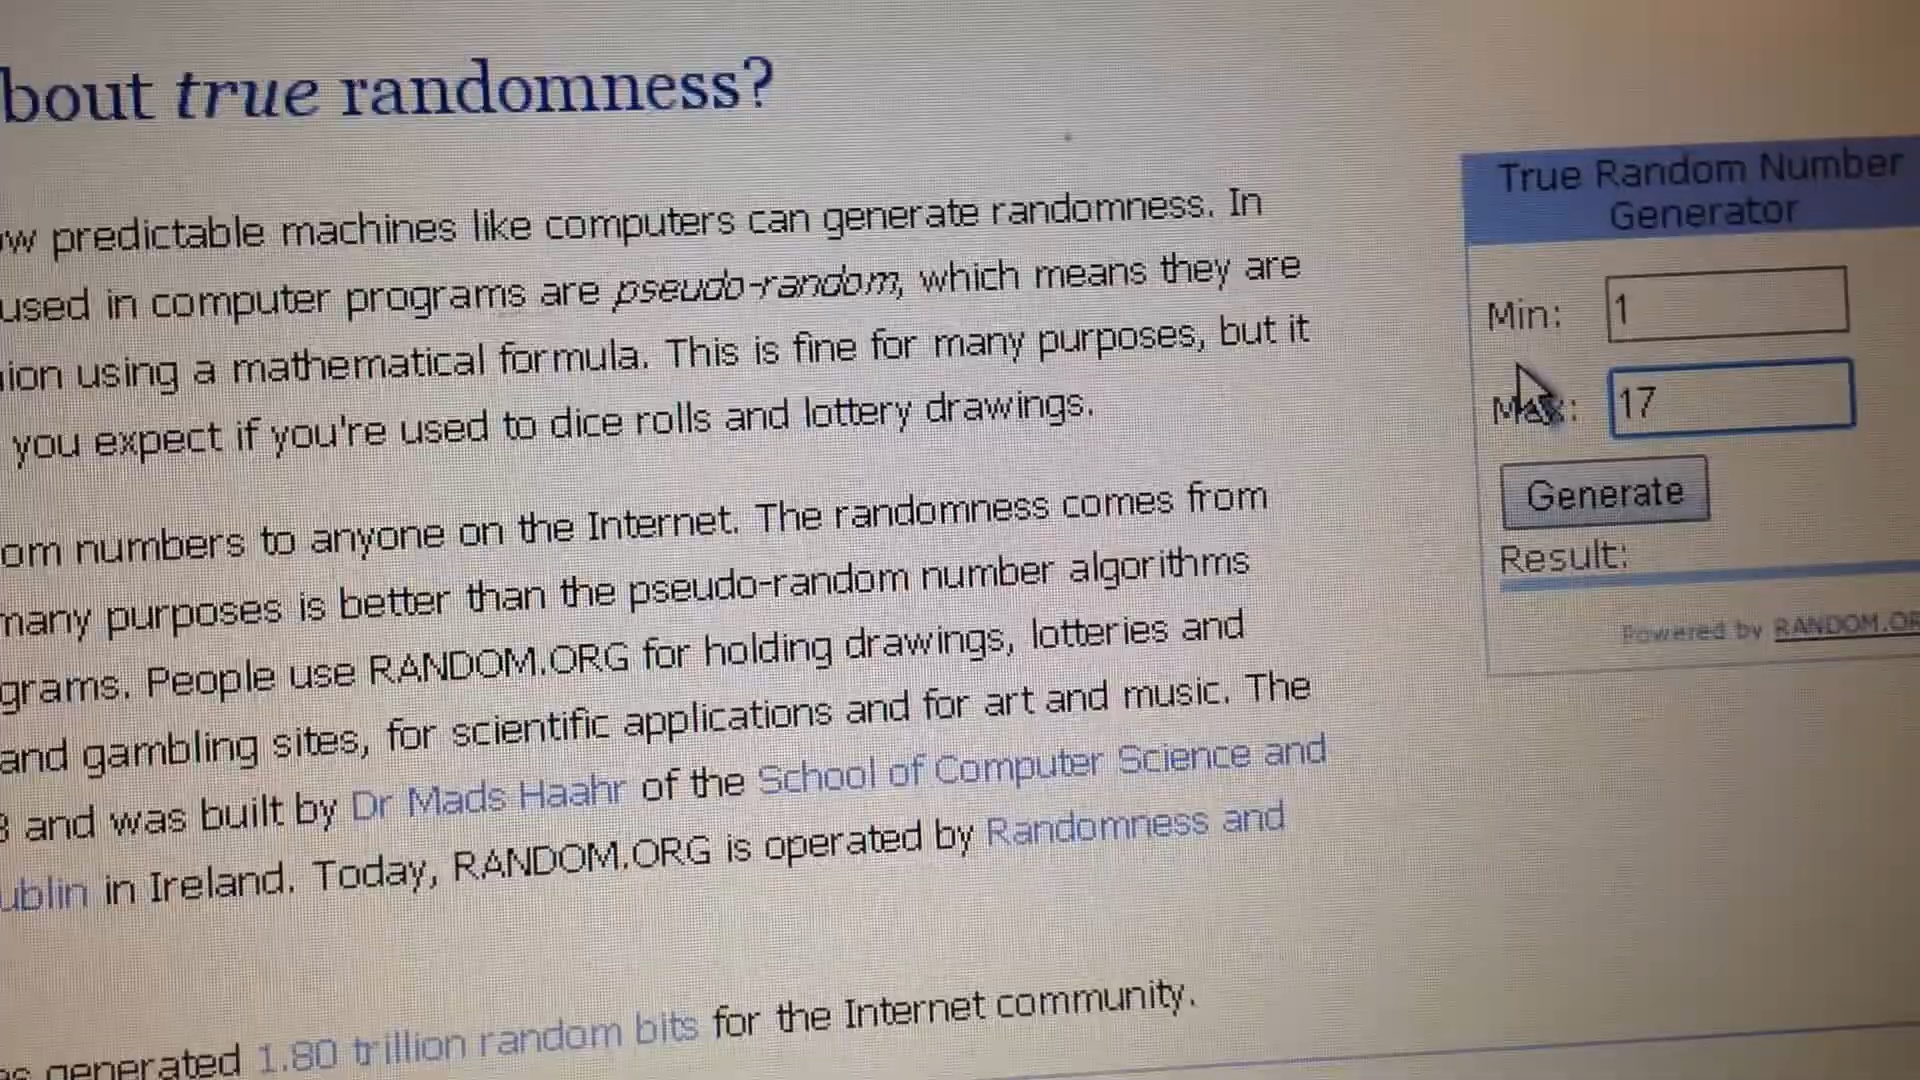 bout true randomness?
w predictable machines like computers can generate randomness. In
used in computer programs are pseudo-random, which means they are
ion using a mathematical formula. This is fine for many purposes, but it
you expect if you're used to dice rolls and lottery drawings.
om numbers to anyone on the Internet. The randomness comes from
many purposes is better than the pseudo-random number algorithms
grams. People use RANDOM.ORG for holding drawings, lotteries and
and gambling sites, for scientific applications and for art and music. The
8 and was built by Dr Mads Haahr of the School of Computer Science and
ublin in Ireland. Today, RANDOM.ORG is operated by Randomness and
as generated 1.80 trillion random bits for the Internet community.
True Random Number
Generator
Min: 1
Max: 17
Generate
Result:
Powered by RANDOM.OR